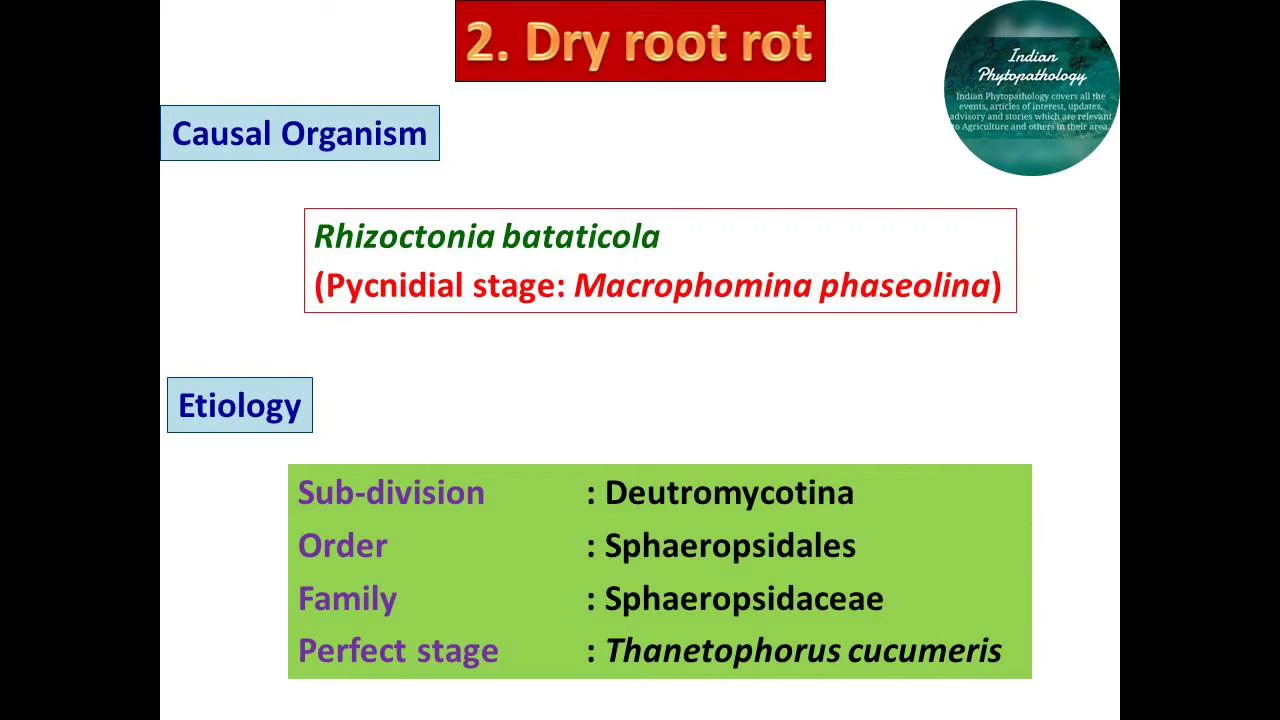 2. Dry root rot
Indian
Phytopathology
Indian Phytopathology covers all the
events, articles of interest, updates,
advisory and stories which are relevant
to Agriculture and others in their area.
Causal Organism
Rhizoctonia bataticola
(Pycnidial stage: Macrophomina phaseolina)
Etiology
Sub-division : Deutromycotina
Order : Sphaeropsidales
Family : Sphaeropsidaceae
Perfect stage : Thanetophorus cucumeris